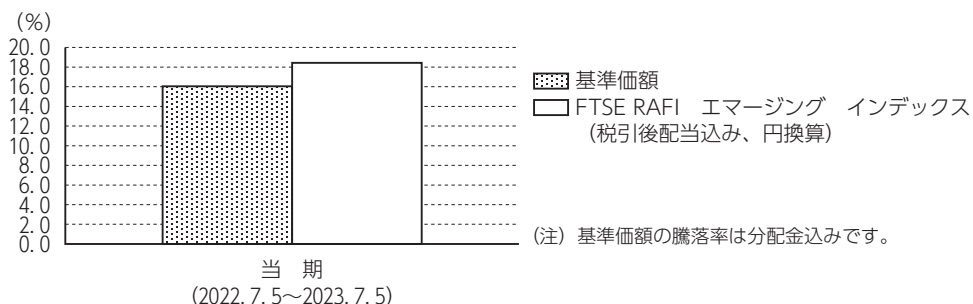 （%）
20.0
18.0
16.0
14.0
12.0
10.0
8.0
6.0
4.0
2.0
0.0
基準価額
FTSE RAFI　エマージング　インデックス
（税引後配当込み、円換算）
（注）基準価額の騰落率は分配金込みです。
当　期
（2022.7.5～2023.7.5）